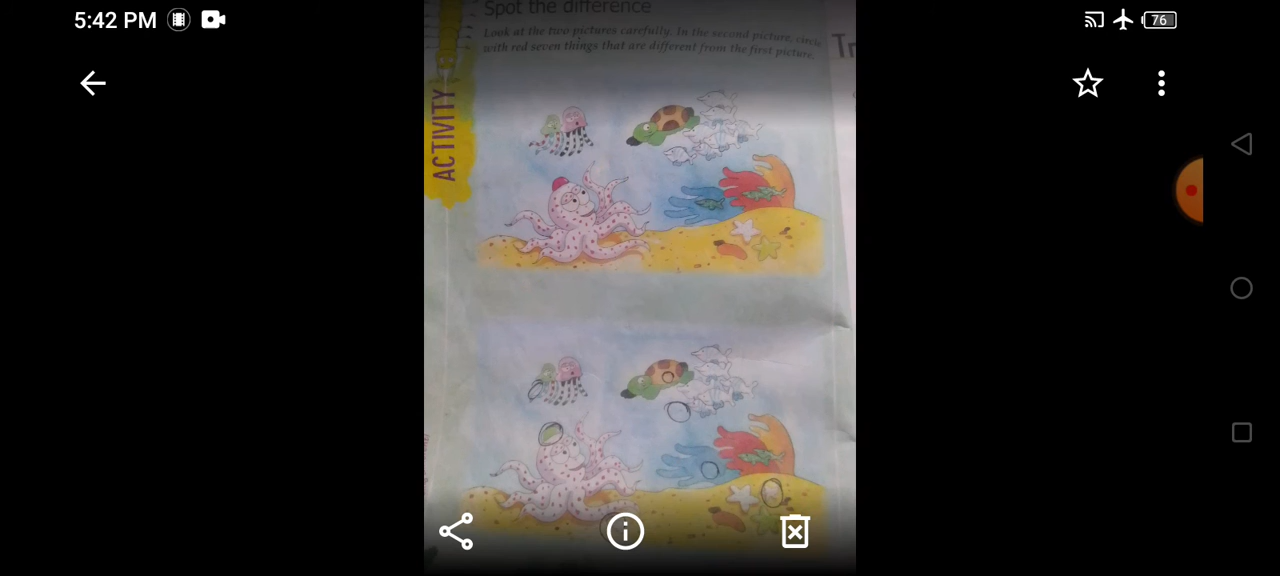 5:42 PM
76
Spot the difference
Look at the two pictures carefully. In the second picture, circle
with red seven things that are different from the first picture.
Tr
ACTIVITY